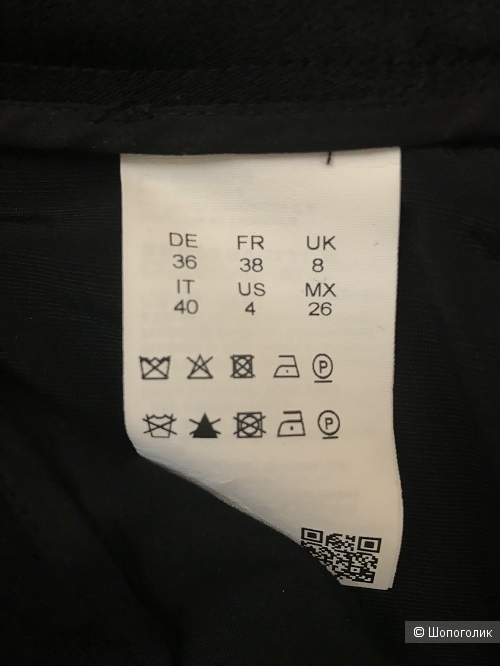 DE FR UK
36 38 8
IT US MX
40 4 26
P
P
© Шопоголик